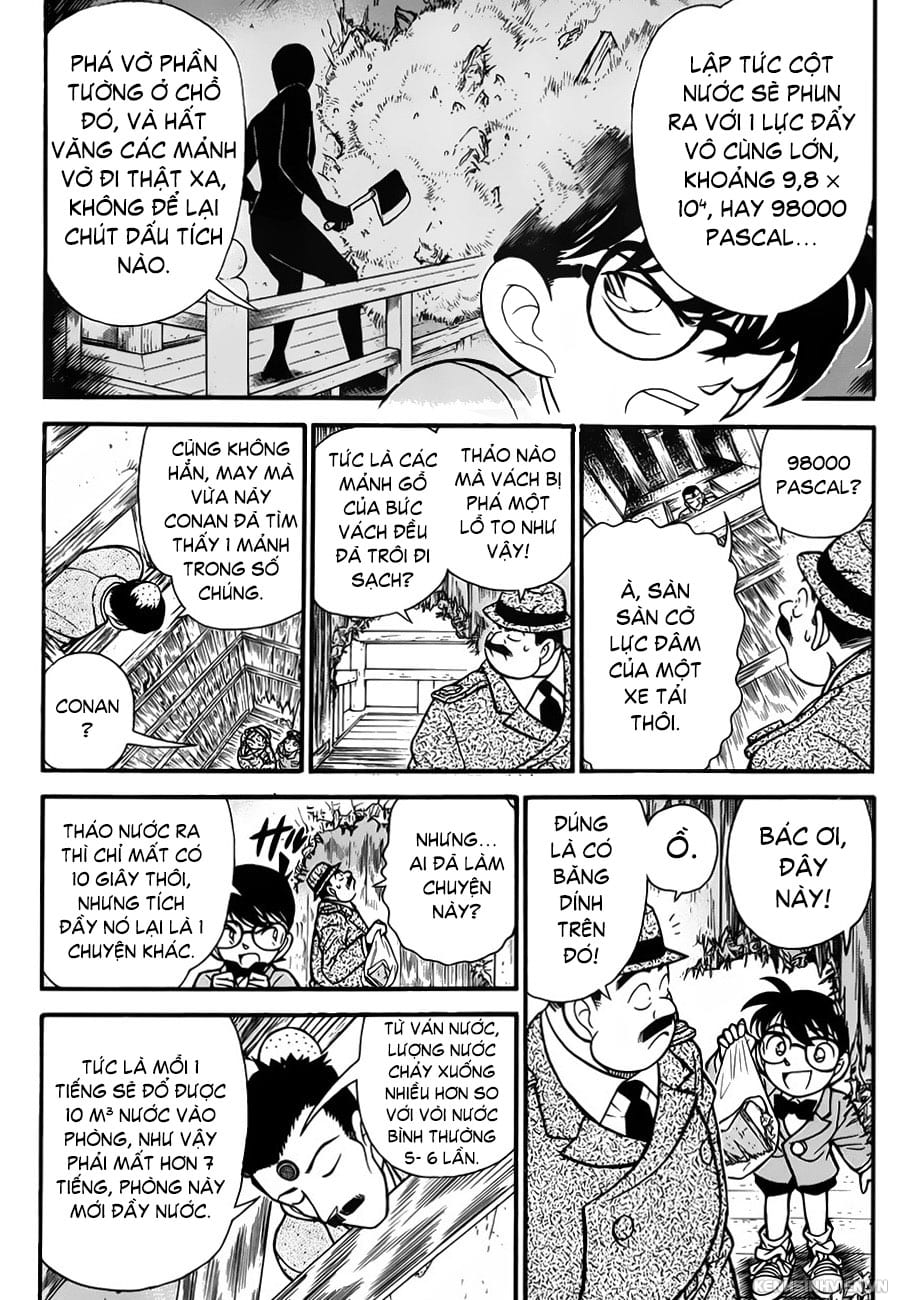 LẬP TỨC CỘT
NƯỚC SẼ PHUN
RA VỚI 1 LỰC ĐẨY
VÔ CÙNG LỚN,
KHOẢNG 9,8 ×
10⁴, HAY 98000
PASCAL...
PHÁ VỠ PHẦN
TƯỜNG Ở CHỖ
ĐÓ, VÀ HẤT
VĂNG CÁC MẢNH
VỠ ĐI THẬT XA,
KHÔNG ĐỂ LẠI
CHÚT DẤU TÍCH
NÀO.
98000
PASCAL?
À, SÀN
SÀN CỠ
LỰC ĐÂM
CỦA MỘT
XE TẢI
THÔI.
THẢO NÀO
MÀ VÁCH BỊ
PHÁ MỘT
LỖ TO NHƯ
VẬY!
TỨC LÀ CÁC
MẢNH GỖ
CỦA BỨC
VÁCH ĐỀU
ĐÃ TRÔI ĐI
SẠCH?
CŨNG KHÔNG
HẲN, MAY MÀ
VỪA NÃY
CONAN ĐÃ TÌM
THẤY 1 MẢNH
TRONG SỐ
CHÚNG.
CONAN
?
BÁC ƠI,
ĐÂY
NÀY!
Ồ.
ĐÚNG
LÀ CÓ
BĂNG
DÍNH
TRÊN
ĐÓ!
NHƯNG...
AI ĐÃ LÀM
CHUYỆN
NÀY?
THÁO NƯỚC RA
THÌ CHỈ MẤT CÓ
10 GIÂY THÔI,
NHƯNG TÍCH
ĐẦY NÓ LẠI LÀ 1
CHUYỆN KHÁC.
TỪ VÁN NƯỚC,
LƯỢNG NƯỚC
CHẢY XUỐNG
NHIỀU HƠN SO
VỚI VÒI NƯỚC
BÌNH THƯỜNG
5- 6 LẦN.
TỨC LÀ MỖI 1
TIẾNG SẼ ĐỔ ĐƯỢC
10 M³ NƯỚC VÀO
PHÒNG, NHƯ VẬY
PHẢI MẤT HƠN 7
TIẾNG, PHÒNG NÀY
MỚI ĐẦY NƯỚC.
KENHSINHVIEN.VN